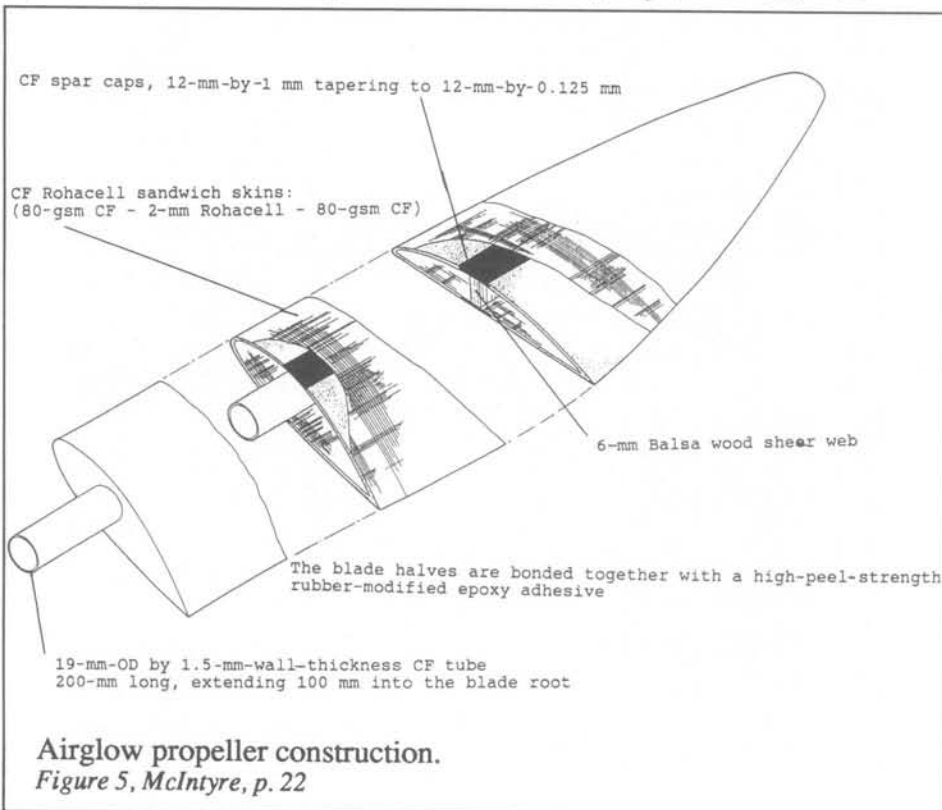 CF spar caps, 12-mm-by-1 mm tapering to 12-mm-by-0.125 mm
CF Rohacell sandwich skins:
(80-gsm CF - 2-mm Rohacell - 80-gsm CF)
6-mm Balsa wood sheer web
The blade halves are bonded together with a high-peel-strength
rubber-modified epoxy adhesive
19-mm-OD by 1.5-mm-wall-thickness CF tube
200-mm long, extending 100 mm into the blade root
Airglow propeller construction.
Figure 5, McIntyre, p. 22